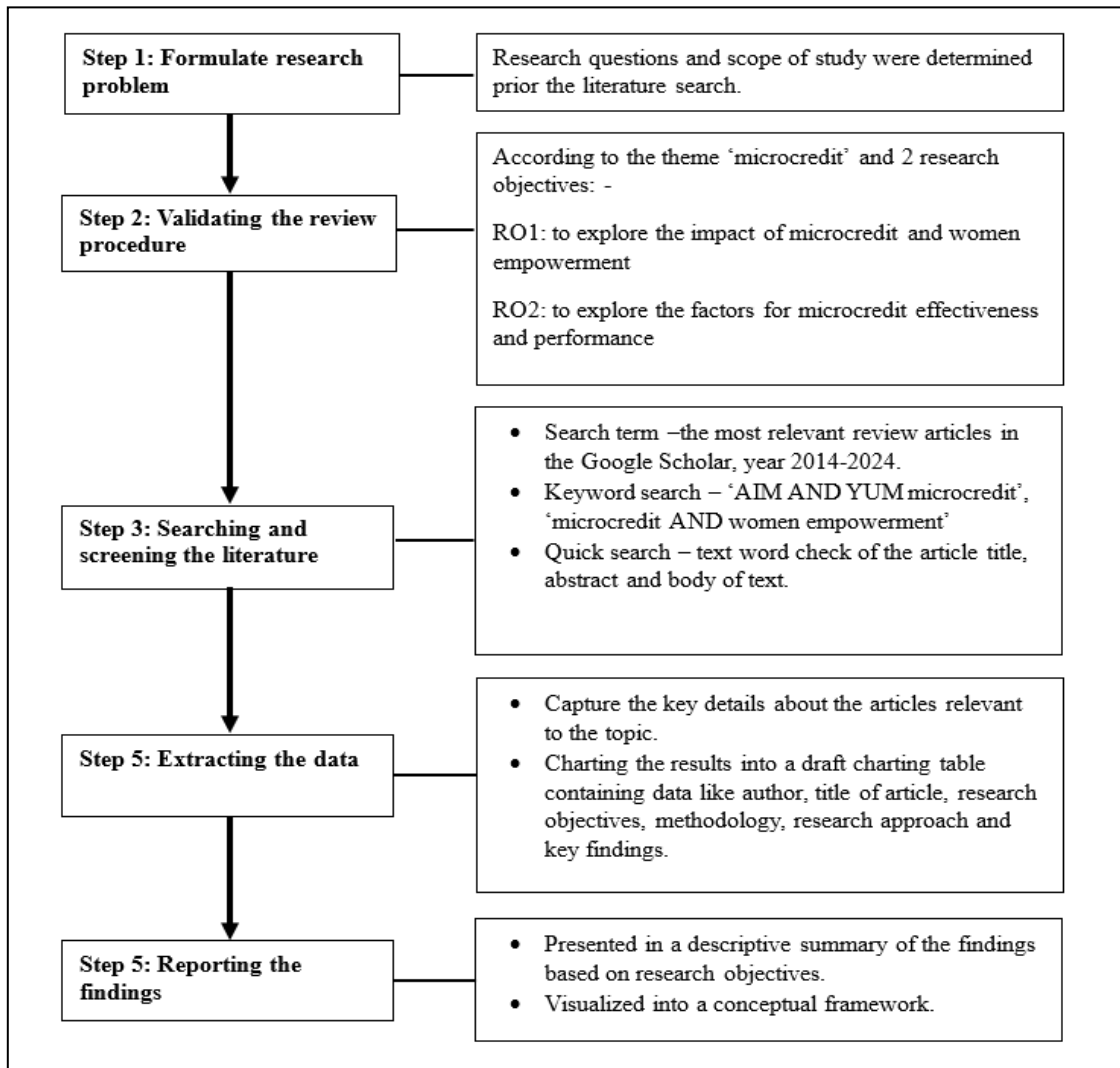 Step 1: Formulate research
problem
Research questions and scope of study were determined
prior the literature search.
Step 2: Validating the review
procedure
According to the theme ‘microcredit’ and 2 research
objectives: -
RO1: to explore the impact of microcredit and women
empowerment
RO2: to explore the factors for microcredit effectiveness
and performance
Step 3: Searching and
screening the literature
• Search term –the most relevant review articles in
the Google Scholar, year 2014-2024.
• Keyword search – ‘AIM AND YUM microcredit’,
‘microcredit AND women empowerment’
• Quick search – text word check of the article title,
abstract and body of text.
Step 5: Extracting the data
• Capture the key details about the articles relevant
to the topic.
• Charting the results into a draft charting table
containing data like author, title of article, research
objectives, methodology, research approach and
key findings.
Step 5: Reporting the
findings
• Presented in a descriptive summary of the findings
based on research objectives.
• Visualized into a conceptual framework.